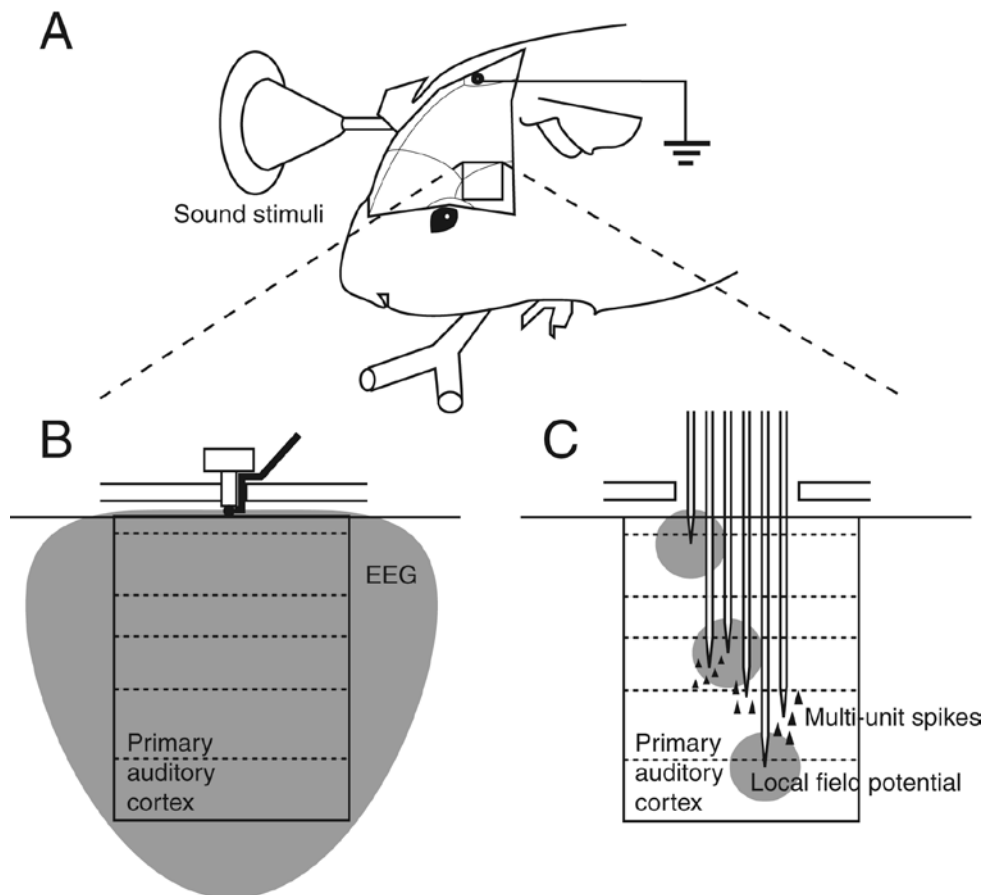 A
Sound stimuli
B
EEG
Primary
auditory
cortex
C
Multi-unit spikes
Local field potential
Primary
auditory
cortex